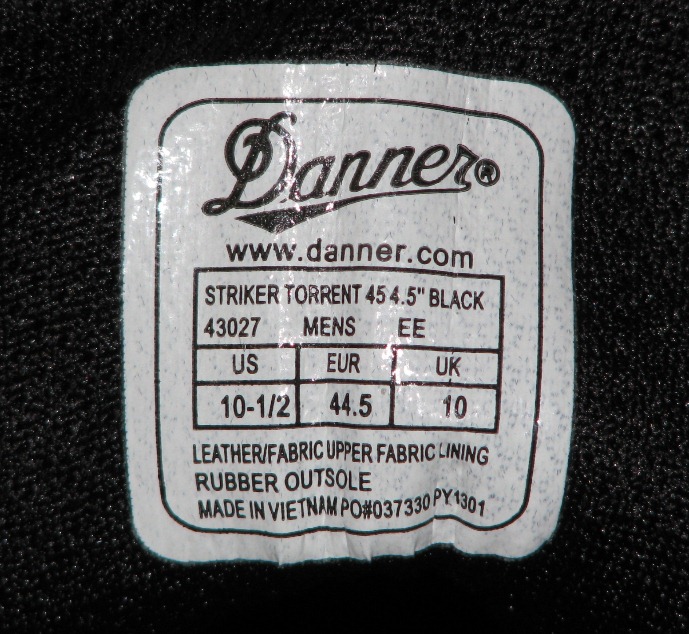 Danner®
www.danner.com
STRIKER TORRENT 45 4.5" BLACK
43027 MENS EE
US EUR UK
10-1/2 44.5 10
LEATHER/FABRIC UPPER FABRIC LINING
RUBBER OUTSOLE
MADE IN VIETNAM PO#037330 PY1301